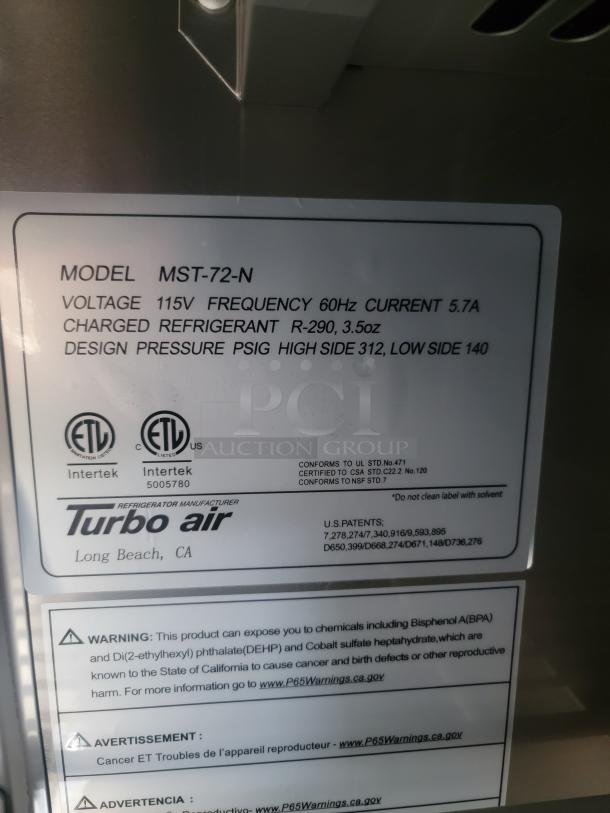 MODEL MST-72-N
VOLTAGE 115V FREQUENCY 60Hz CURRENT 5.7A
CHARGED REFRIGERANT R-290, 3.5oz
DESIGN PRESSURE PSIG HIGH SIDE 312, LOW SIDE 140
PCI
AUCTION GROUP
ETL
SANITATION LISTED
Intertek
C ETL US
LISTED
Intertek
5005780
CONFORMS TO UL STD.No.471
CERTIFIED TO CSA STD.C22.2 No.120
CONFORMS TO NSF STD.7
*Do not clean label with solvent
REFRIGERATOR MANUFACTURER
Turbo air
Long Beach, CA
U.S.PATENTS;
7,278,274/7,340,916/9,593,895
D650,399/D668,274/D671,148/D736,276
WARNING: This product can expose you to chemicals including Bisphenol A(BPA)
and Di(2-ethylhexyl) phthalate(DEHP) and Cobalt sulfate heptahydrate,which are
known to the State of California to cause cancer and birth defects or other reproductive
harm. For more information go to www.P65Warnings.ca.gov
AVERTISSEMENT :
Cancer ET Troubles de l'appareil reproducteur - www.P65Warnings.ca.gov
ADVERTENCIA :
Reproductivo- www.P65Warnings.ca.gov